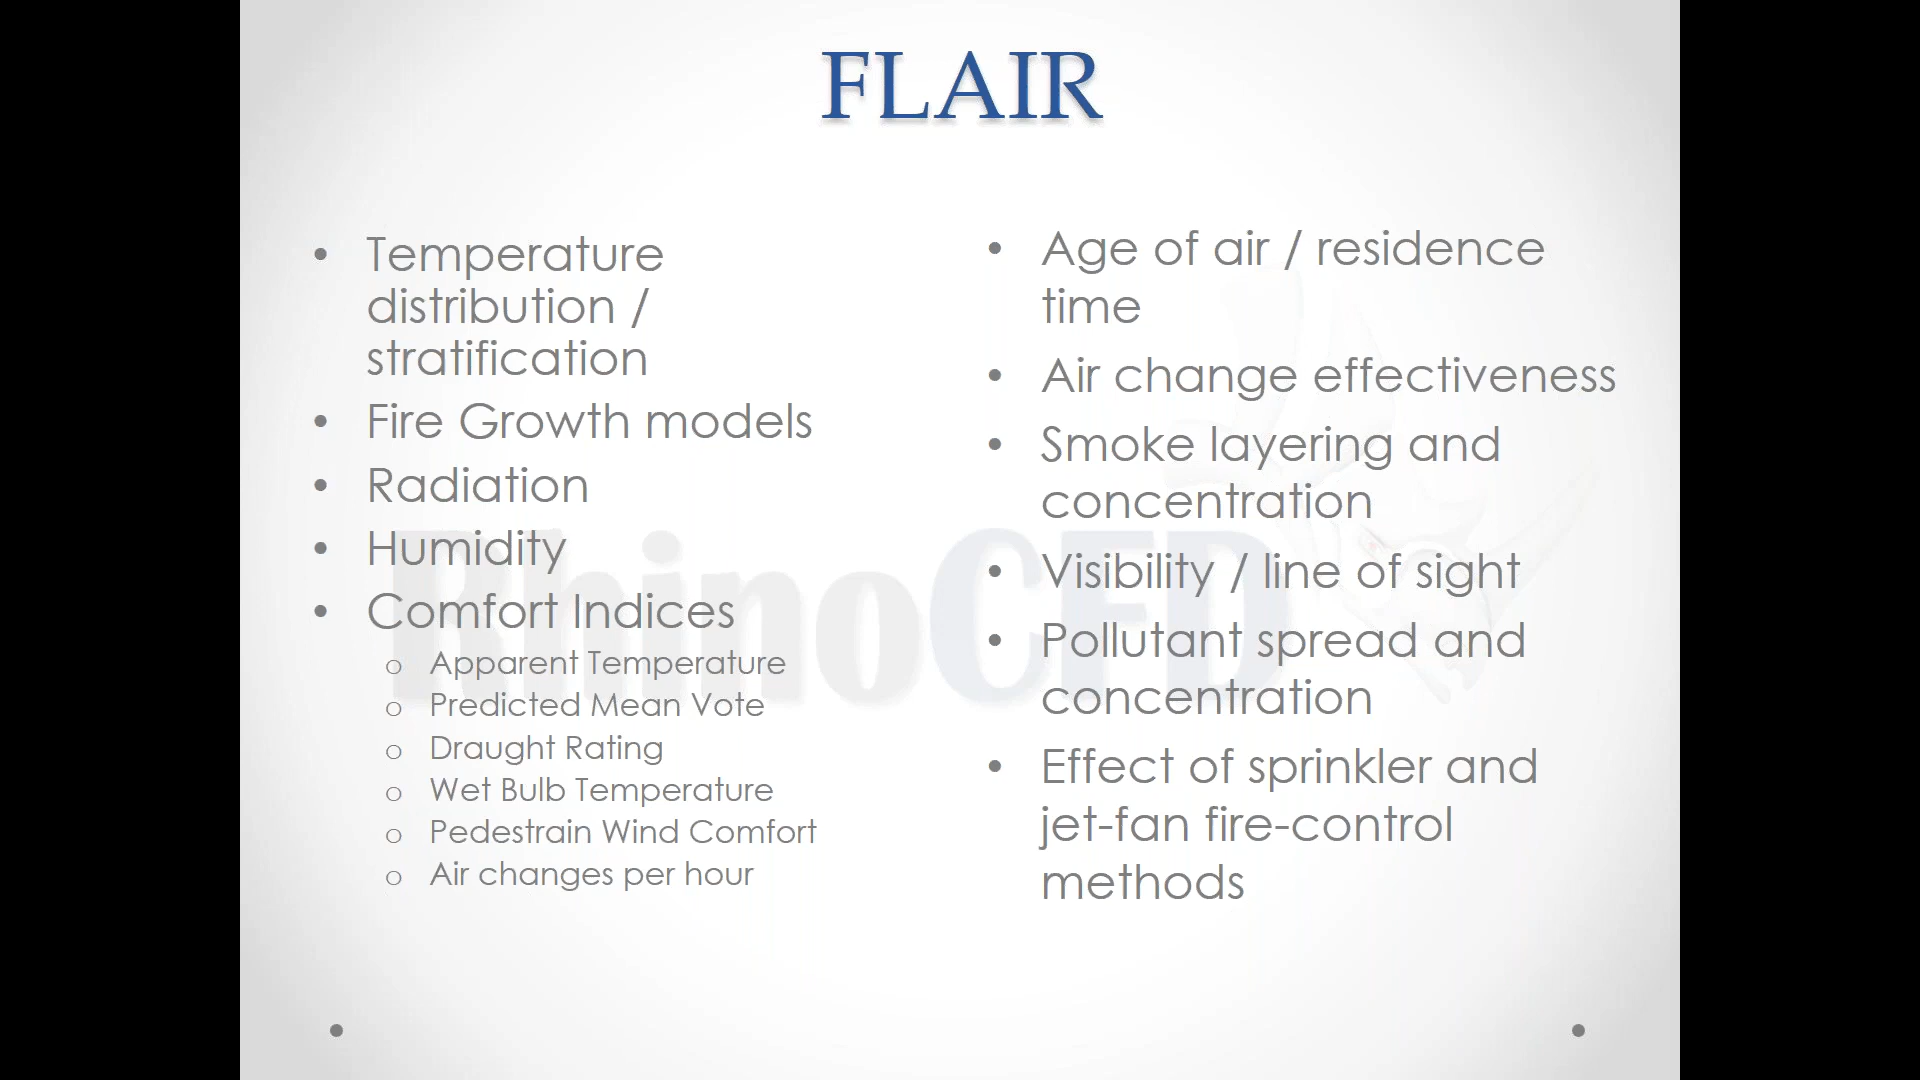 FLAIR
• Temperature
distribution /
stratification
• Fire Growth models
• Radiation
• Humidity
• Comfort Indices
o Apparent Temperature
o Predicted Mean Vote
o Draught Rating
o Wet Bulb Temperature
o Pedestrain Wind Comfort
o Air changes per hour
• Age of air / residence
time
• Air change effectiveness
• Smoke layering and
concentration
• Visibility / line of sight
• Pollutant spread and
concentration
• Effect of sprinkler and
jet-fan fire-control
methods
RhinoCFD